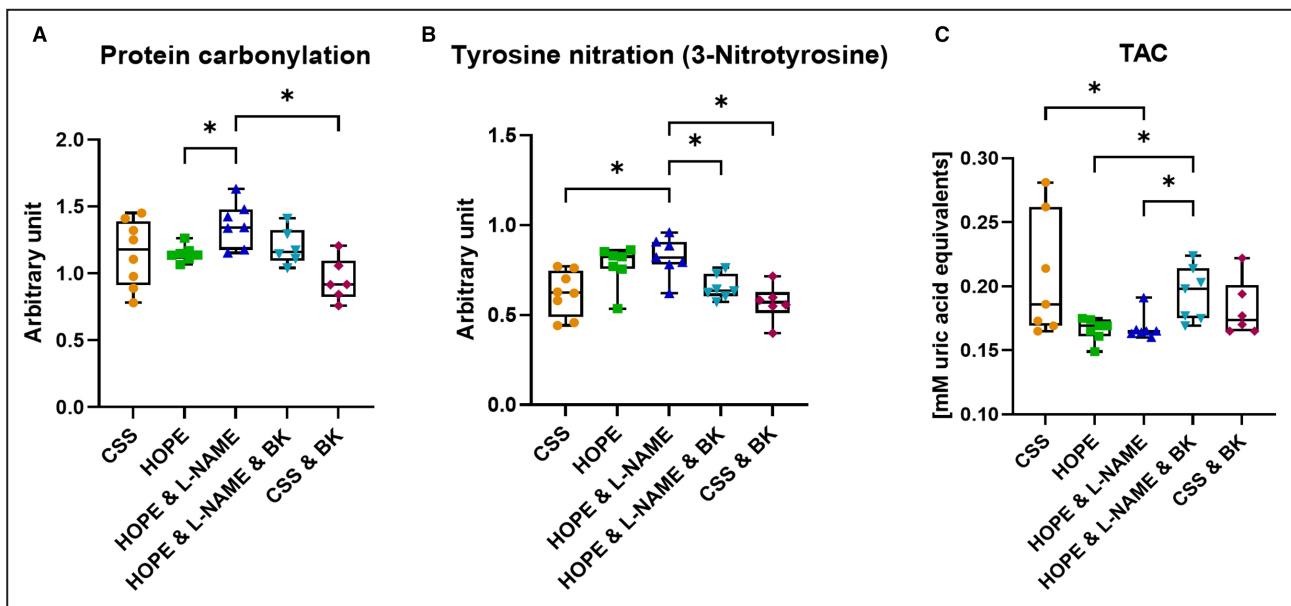 A
Protein carbonylation
*
*
Arbitrary unit
2.0
1.5
1.0
0.5
0.0
CSS
HOPE
HOPE & L-NAME
HOPE & L-NAME & BK
CSS & BK
B
Tyrosine nitration (3-Nitrotyrosine)
*
*
*
Arbitrary unit
1.5
1.0
0.5
0.0
CSS
HOPE
HOPE & L-NAME
HOPE & L-NAME & BK
CSS & BK
C
TAC
*
*
*
[mM uric acid equivalents]
0.30
0.25
0.20
0.15
0.10
CSS
HOPE
HOPE & L-NAME
HOPE & L-NAME & BK
CSS & BK